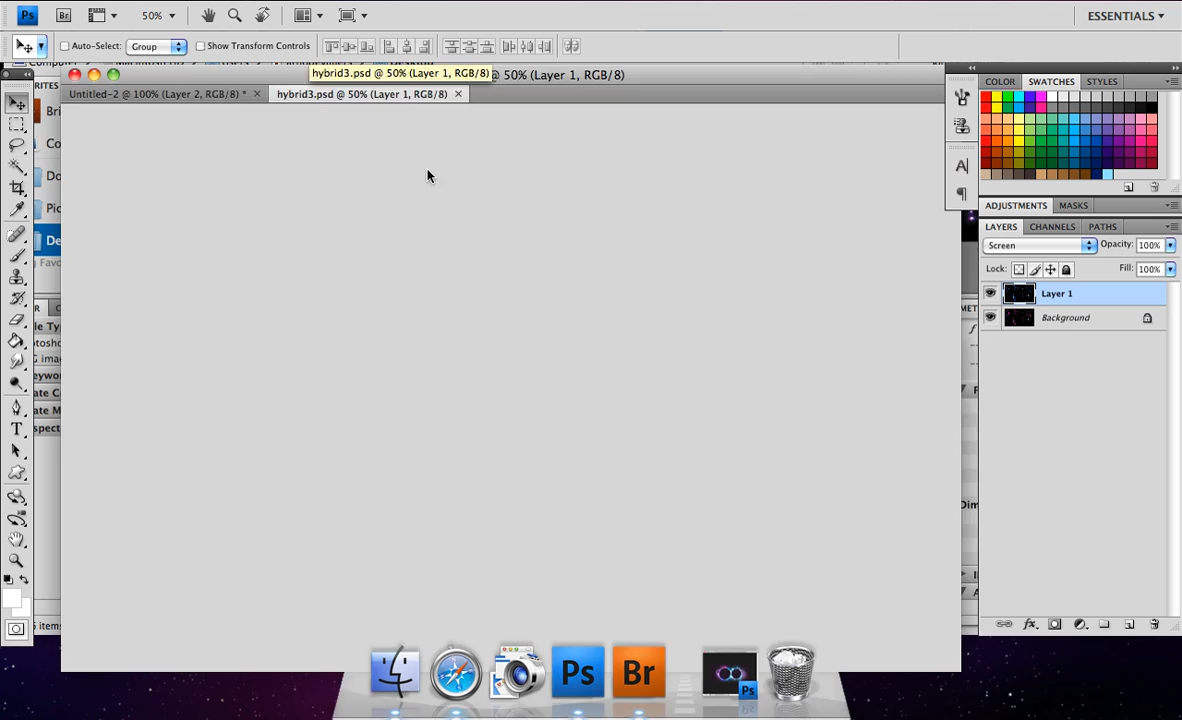 Ps Br 50% ESSENTIALS
Auto-Select: Group Show Transform Controls
hybrid3.psd @ 50% (Layer 1, RGB/8) @ 50% (Layer 1, RGB/8)
Untitled-2 @ 100% (Layer 2, RGB/8) * hybrid3.psd @ 50% (Layer 1, RGB/8)
COLOR SWATCHES STYLES
ADJUSTMENTS MASKS
LAYERS CHANNELS PATHS
Screen Opacity: 100%
Lock: Fill: 100%
Layer 1
Background
Ps Br Ps